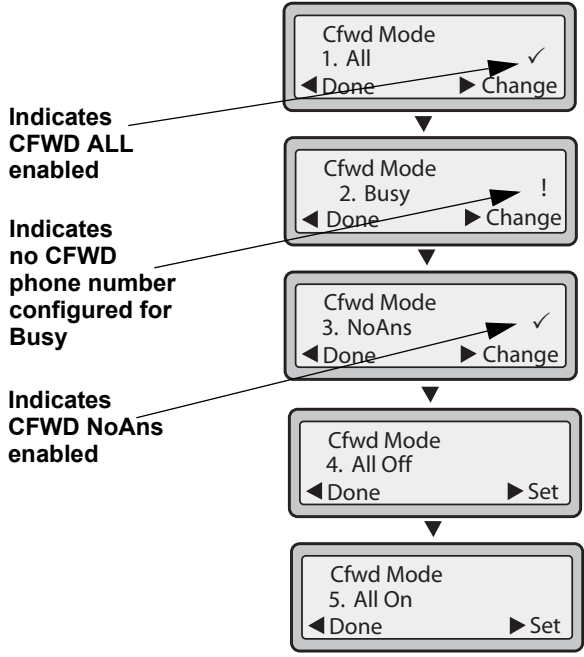 Cfwd Mode
1. All ✓
◀Done ▶Change
▼
Indicates
CFWD ALL
enabled
Cfwd Mode
2. Busy !
◀ Done ▶Change
▼
Indicates
no CFWD
phone number
configured for
Busy
Cfwd Mode
3. NoAns ✓
◀Done ▶Change
▼
Indicates
CFWD NoAns
enabled
Cfwd Mode
4. All Off
◀Done ▶Set
▼
Cfwd Mode
5. All On
◀Done ▶Set